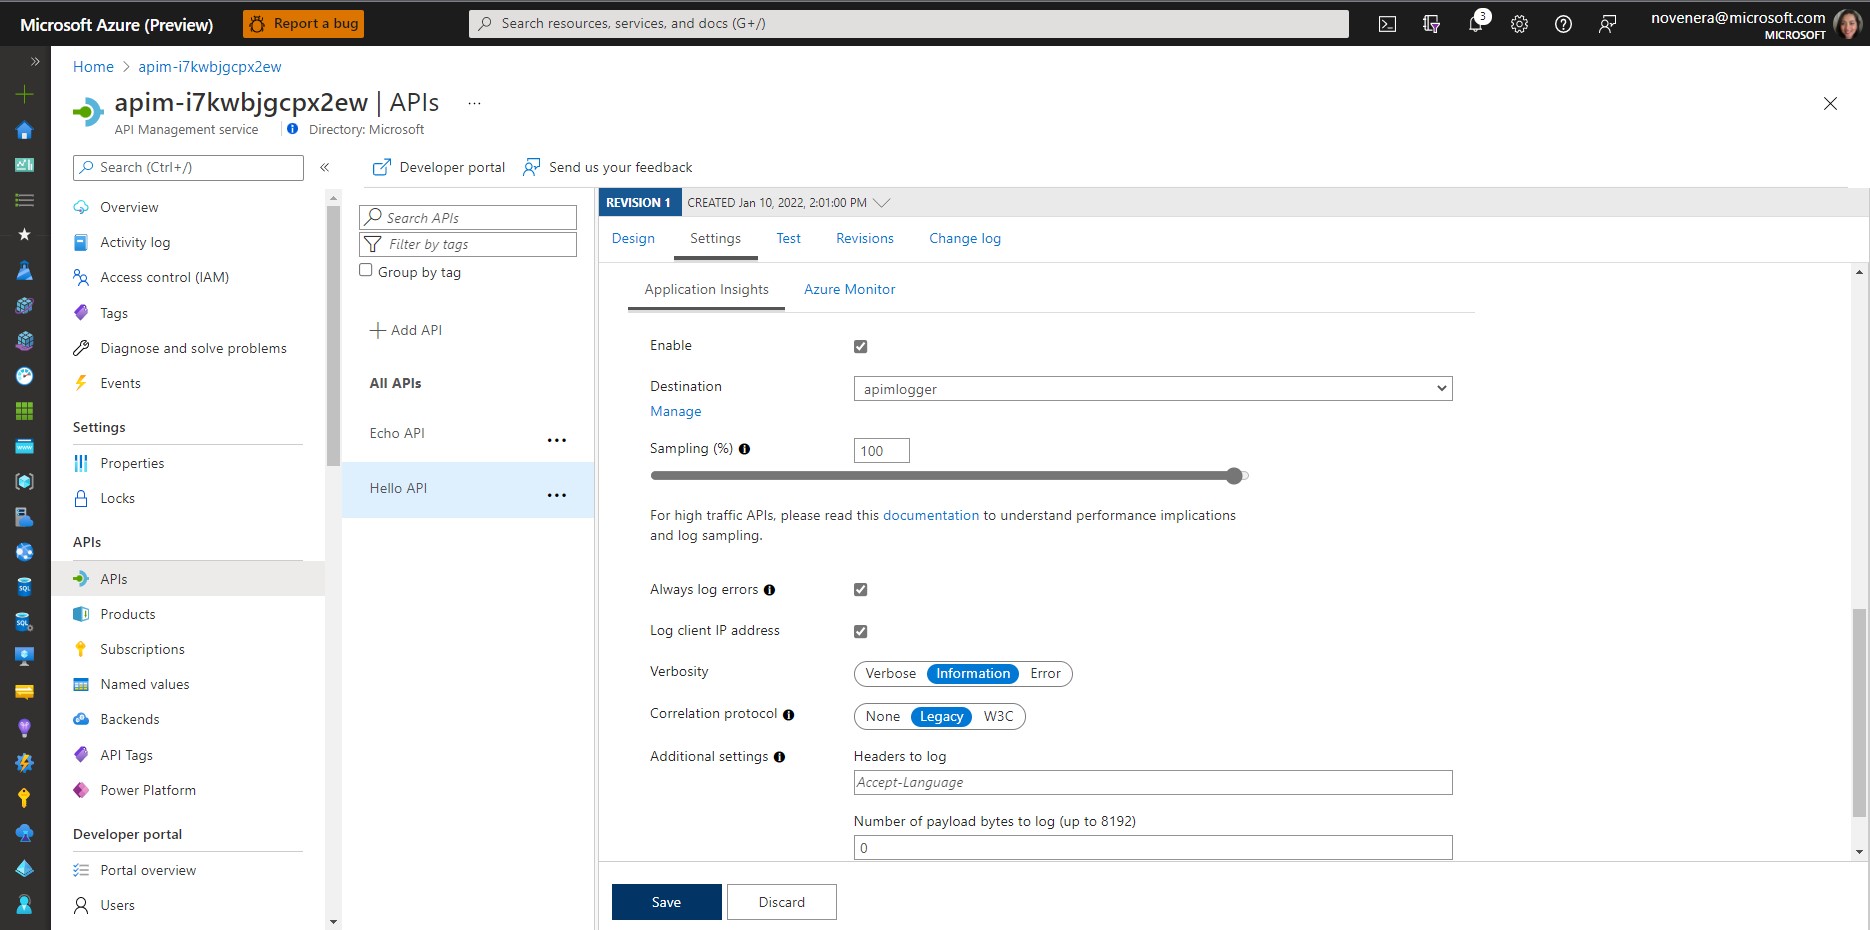 Microsoft Azure (Preview)
Report a bug
Search resources, services, and docs (G+/)
3
novenera@microsoft.com
MICROSOFT
Home > apim-i7kwbjgcpx2ew
apim-i7kwbjgcpx2ew | APIs ...
API Management service
Directory: Microsoft
Search (Ctrl+/)
Overview
Activity log
Access control (IAM)
Tags
Diagnose and solve problems
Events
Settings
Properties
Locks
APIs
APIs
Products
Subscriptions
Named values
Backends
API Tags
Power Platform
Developer portal
Portal overview
Users
Developer portal
Send us your feedback
Search APIs
Filter by tags
Group by tag
Add API
All APIs
Echo API
Hello API
REVISION 1
CREATED Jan 10, 2022, 2:01:00 PM
Design Settings Test Revisions Change log
Application Insights Azure Monitor
Enable
Destination
apimlogger
Manage
Sampling (%)
100
For high traffic APIs, please read this documentation to understand performance implications
and log sampling.
Always log errors
Log client IP address
Verbosity
Verbose Information Error
Correlation protocol
None Legacy W3C
Additional settings
Headers to log
Accept-Language
Number of payload bytes to log (up to 8192)
0
Save
Discard